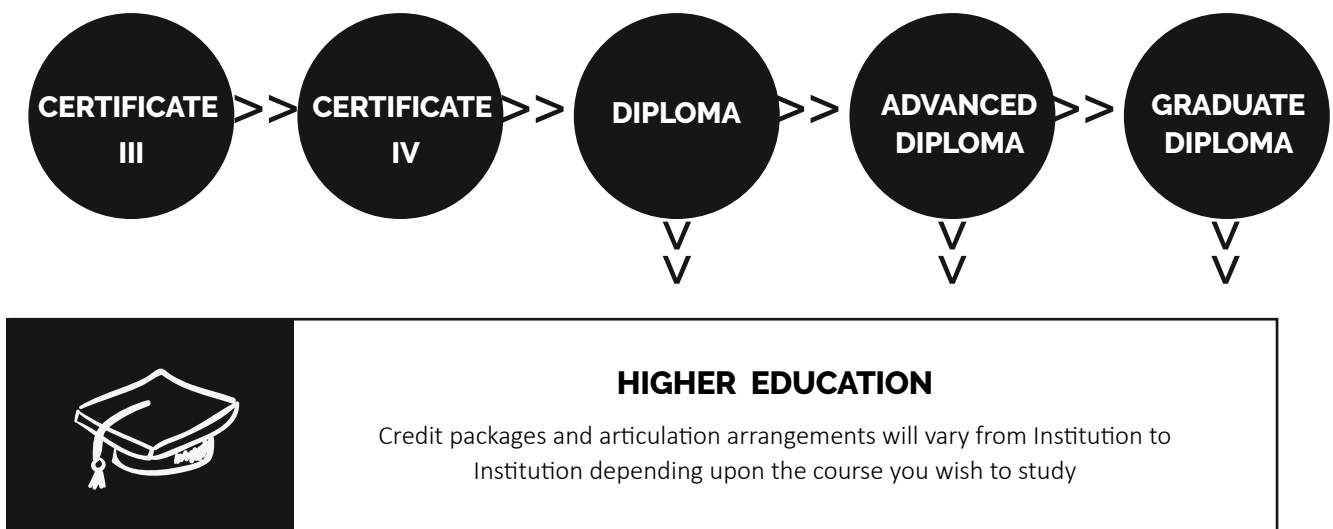 CERTIFICATE
III
>>
CERTIFICATE
IV
>>
DIPLOMA
>>
ADVANCED
DIPLOMA
>>
GRADUATE
DIPLOMA
HIGHER EDUCATION
Credit packages and articulation arrangements will vary from Institution to
Institution depending upon the course you wish to study